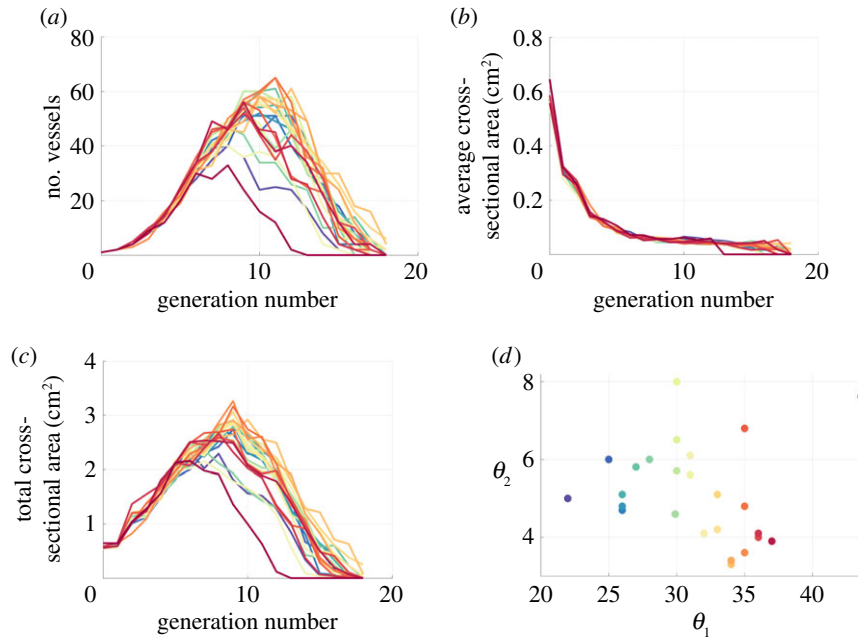 (a)
80
60
40
20
0
10
20
no. vessels
generation number
(b)
0.8
0.6
0.4
0.2
0
10
20
average cross-
sectional area (cm²)
generation number
(c)
4
3
2
1
0
10
20
total cross-
sectional area (cm²)
generation number
(d)
8
6
4
20
25
30
35
40
θ₂
θ₁